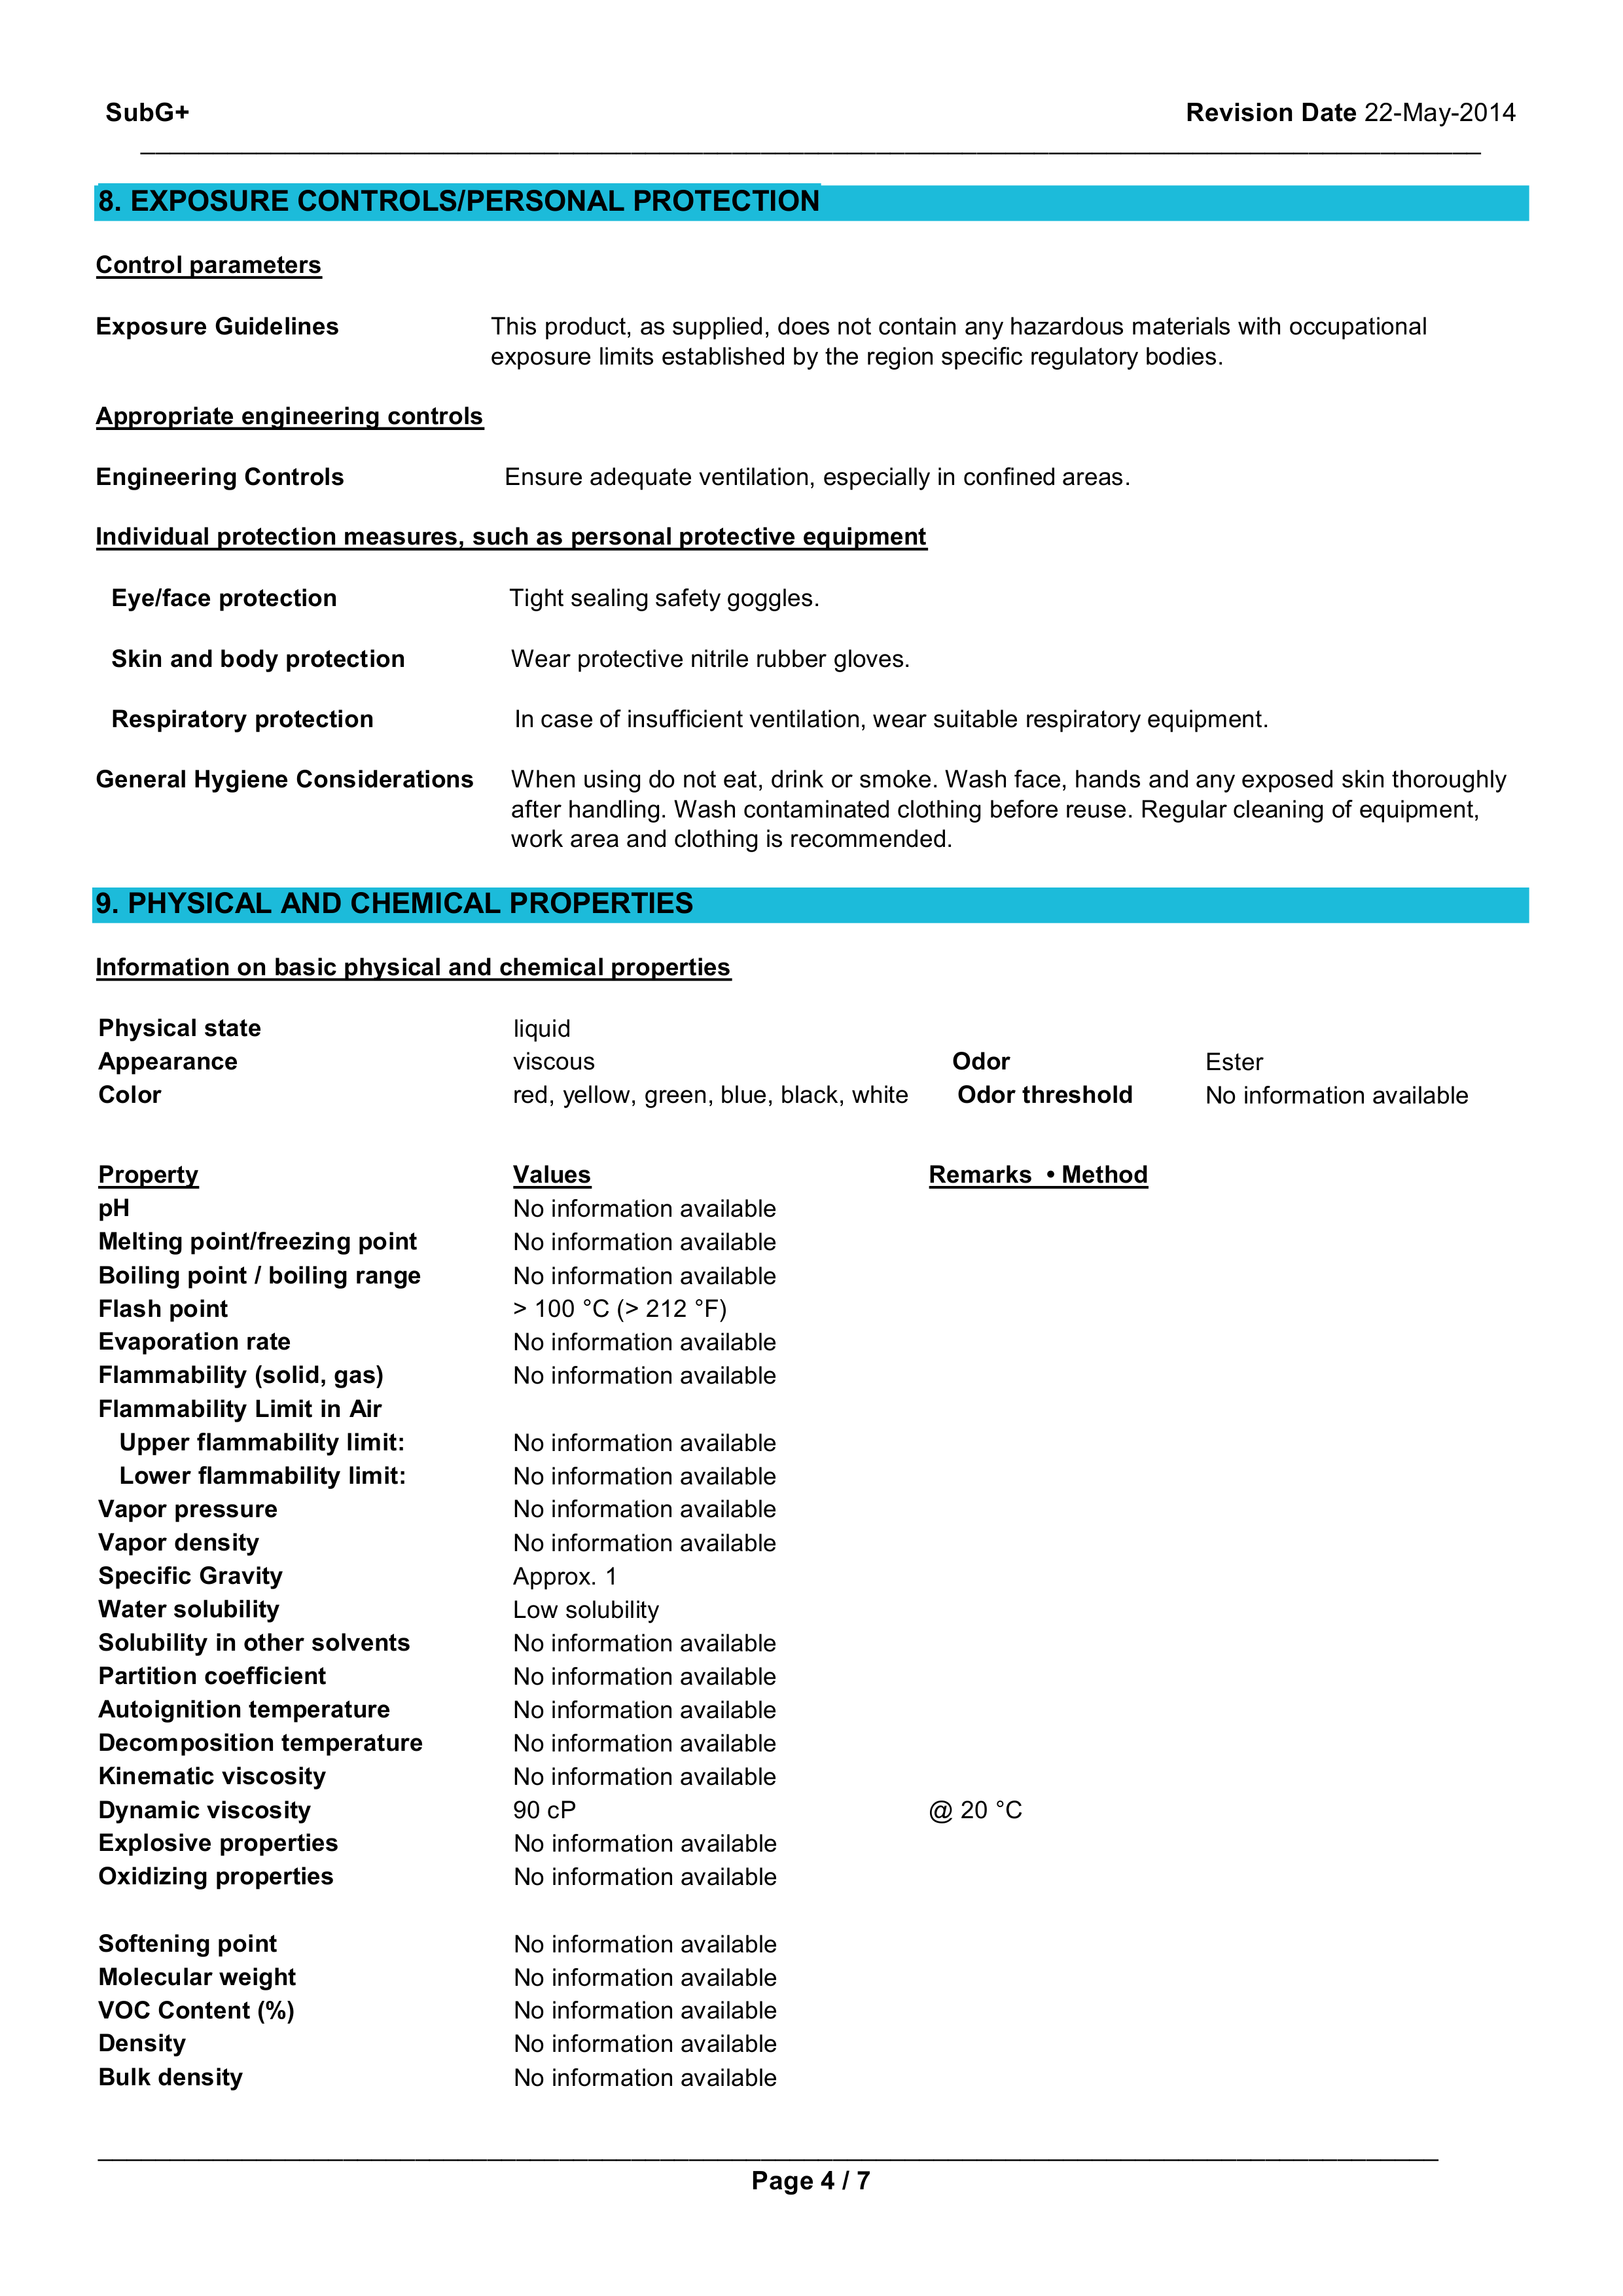 SubG+ Revision Date 22-May-2014
8. EXPOSURE CONTROLS/PERSONAL PROTECTION
Control parameters
Exposure Guidelines This product, as supplied, does not contain any hazardous materials with occupational
exposure limits established by the region specific regulatory bodies.
Appropriate engineering controls
Engineering Controls Ensure adequate ventilation, especially in confined areas.
Individual protection measures, such as personal protective equipment
Eye/face protection Tight sealing safety goggles.
Skin and body protection Wear protective nitrile rubber gloves.
Respiratory protection In case of insufficient ventilation, wear suitable respiratory equipment.
General Hygiene Considerations When using do not eat, drink or smoke. Wash face, hands and any exposed skin thoroughly
after handling. Wash contaminated clothing before reuse. Regular cleaning of equipment,
work area and clothing is recommended.
9. PHYSICAL AND CHEMICAL PROPERTIES
Information on basic physical and chemical properties
Physical state liquid
Appearance viscous Odor Ester
Color red, yellow, green, blue, black, white Odor threshold No information available
Property Values Remarks • Method
pH No information available
Melting point/freezing point No information available
Boiling point / boiling range No information available
Flash point > 100 °C (> 212 °F)
Evaporation rate No information available
Flammability (solid, gas) No information available
Flammability Limit in Air
Upper flammability limit: No information available
Lower flammability limit: No information available
Vapor pressure No information available
Vapor density No information available
Specific Gravity Approx. 1
Water solubility Low solubility
Solubility in other solvents No information available
Partition coefficient No information available
Autoignition temperature No information available
Decomposition temperature No information available
Kinematic viscosity No information available
Dynamic viscosity 90 cP @ 20 °C
Explosive properties No information available
Oxidizing properties No information available
Softening point No information available
Molecular weight No information available
VOC Content (%) No information available
Density No information available
Bulk density No information available
Page 4 / 7